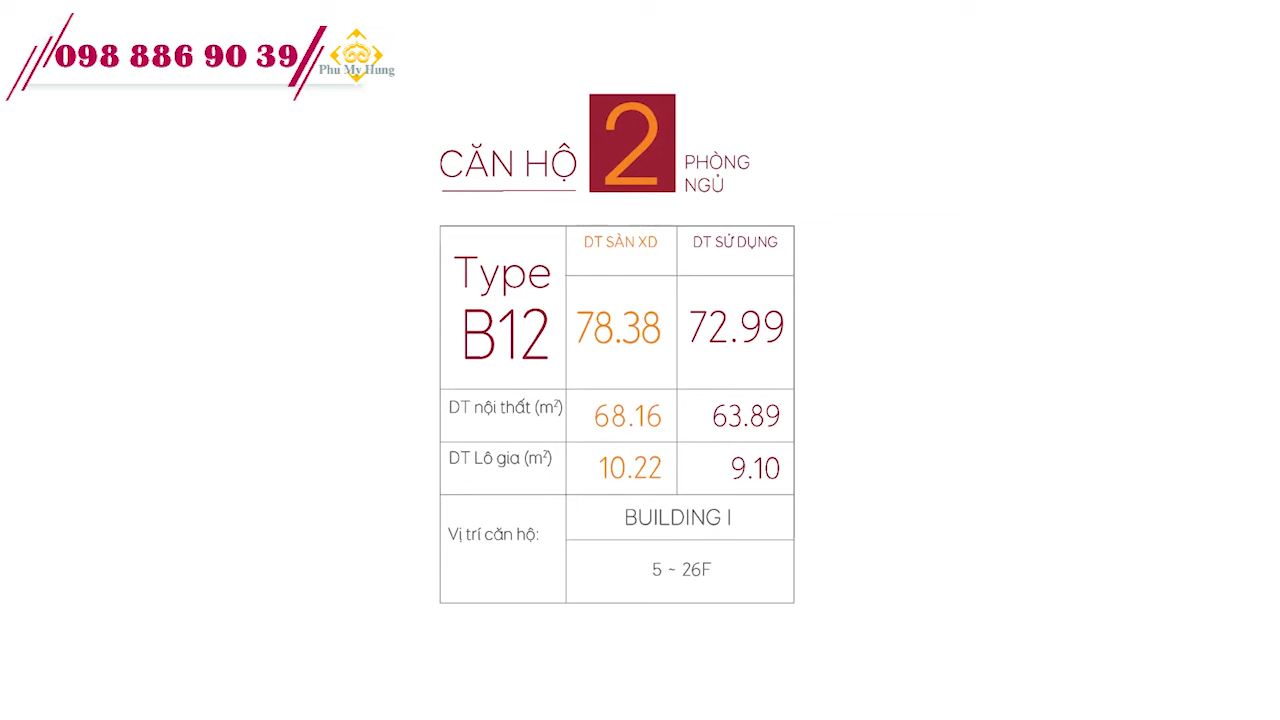 098 886 90 39
Phu My Hung
CĂN HỘ 2 PHÒNG
NGỦ
Type
B12
DT SÀN XD
DT SỬ DỤNG
78.38
72.99
DT nội thất (m²)
68.16
63.89
DT Lô gia (m²)
10.22
9.10
Vị trí căn hộ:
BUILDING I
5 ~ 26F